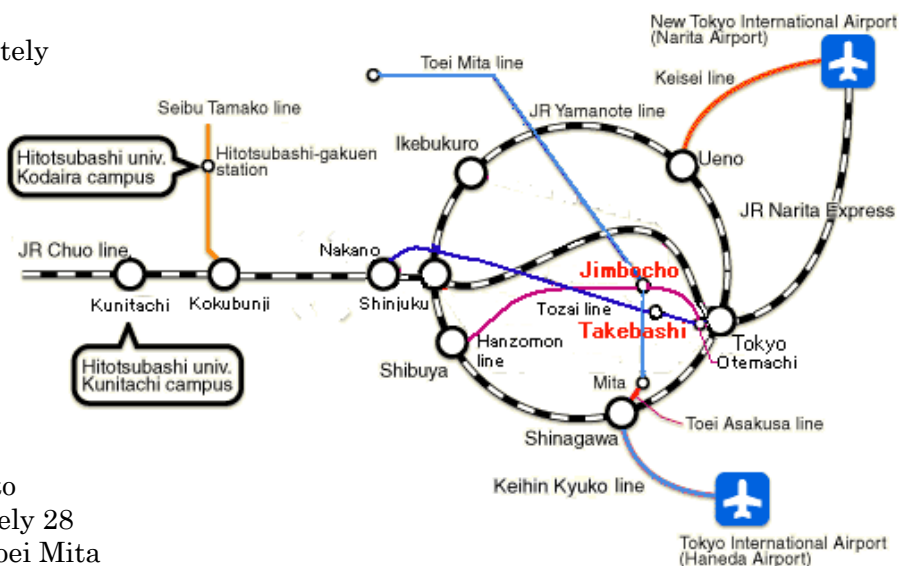 New Tokyo International Airport
(Narita Airport)
tely
Toei Mita line
Keisei line
Seibu Tamako line
JR Yamanote line
Ikebukuro
Hitotsubashi univ.
Kodaira campus
Hitotsubashi-gakuen
station
Ueno
JR Narita Express
JR Chuo line
Nakano
Jimbocho
Kunitachi
Kokubunji
Shinjuku
Tozai line
Takebashi
Tokyo
Otemachi
Hanzomon
line
Shibuya
Hitotsubashi univ.
Kunitachi campus
Mita
Toei Asakusa line
Shinagawa
to
Keihin Kyuko line
ely 28
oei Mita
Tokyo International Airport
(Haneda Airport)